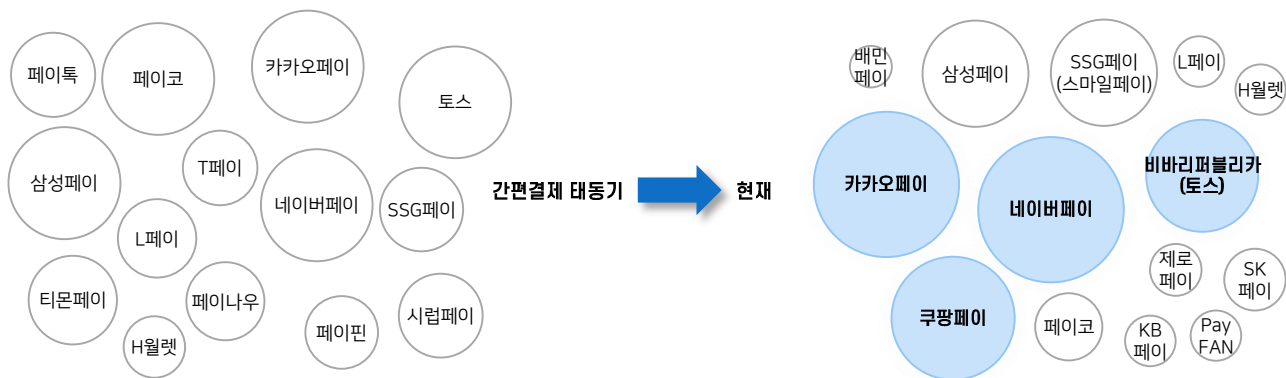 페이톡
페이코
카카오페이
토스
삼성페이
T페이
네이버페이
SSG페이
L페이
티몬페이
페이나우
H월렛
페이핀
시럽페이
간편결제 태동기
현재
배민
페이
삼성페이
SSG페이
(스마일페이)
L페이
H월렛
카카오페이
네이버페이
비바리퍼블리카
(토스)
쿠팡페이
페이코
제로
페이
SK
페이
KB
페이
Pay
FAN